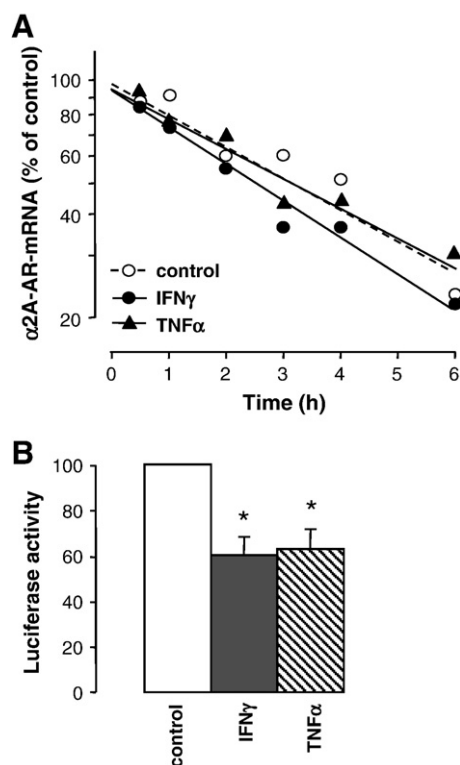 A
α2A-AR-mRNA (% of control)
100
80
60
40
20
control
IFNγ
TNFα
0 1 2 3 4 5 6
Time (h)
B
Luciferase activity
100
80
60
40
20
0
* *
control
IFNγ
TNFα